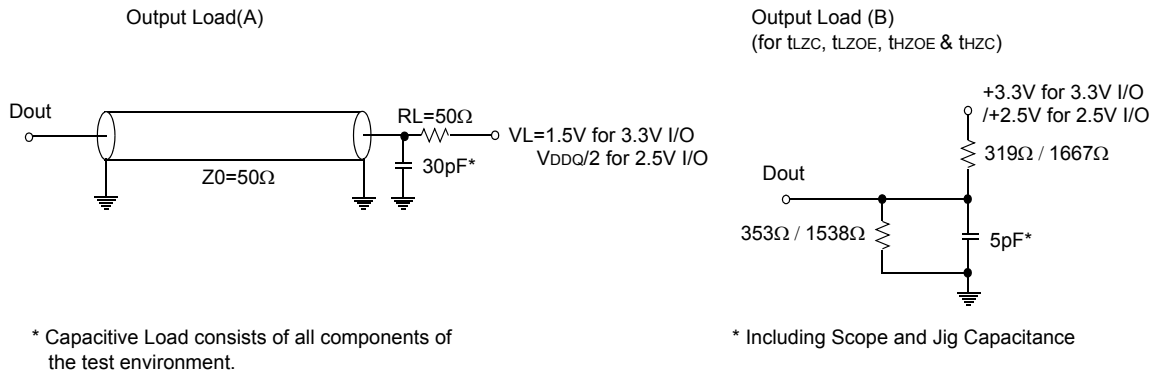 Output Load(A)
Dout
Z0=50Ω
RL=50Ω
VL=1.5V for 3.3V I/O
VDDQ/2 for 2.5V I/O
30pF*
* Capacitive Load consists of all components of
the test environment.
Output Load (B)
(for tLZC, tLZOE, tHZOE & tHZC)
+3.3V for 3.3V I/O
/+2.5V for 2.5V I/O
319Ω / 1667Ω
Dout
353Ω / 1538Ω
5pF*
* Including Scope and Jig Capacitance